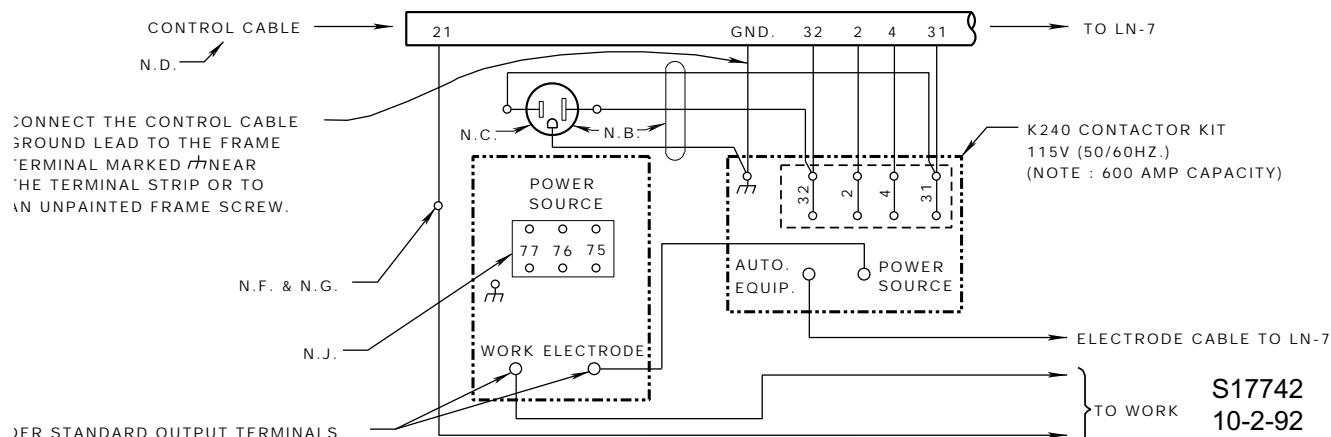 CONTROL CABLE
21
GND.
32
2
4
31
TO LN-7
N.D.
CONNECT THE CONTROL CABLE
GROUND LEAD TO THE FRAME
TERMINAL MARKED NEAR
THE TERMINAL STRIP OR TO
AN UNPAINTED FRAME SCREW.
N.C.
N.B.
K240 CONTACTOR KIT
115V (50/60HZ.)
(NOTE : 600 AMP CAPACITY)
32
2
4
31
POWER
SOURCE
77 76 75
N.F. & N.G.
AUTO.
EQUIP.
POWER
SOURCE
N.J.
WORK ELECTRODE
ELECTRODE CABLE TO LN-7
TO WORK
S17742
10-2-92
STANDARD OUTPUT TERMINALS